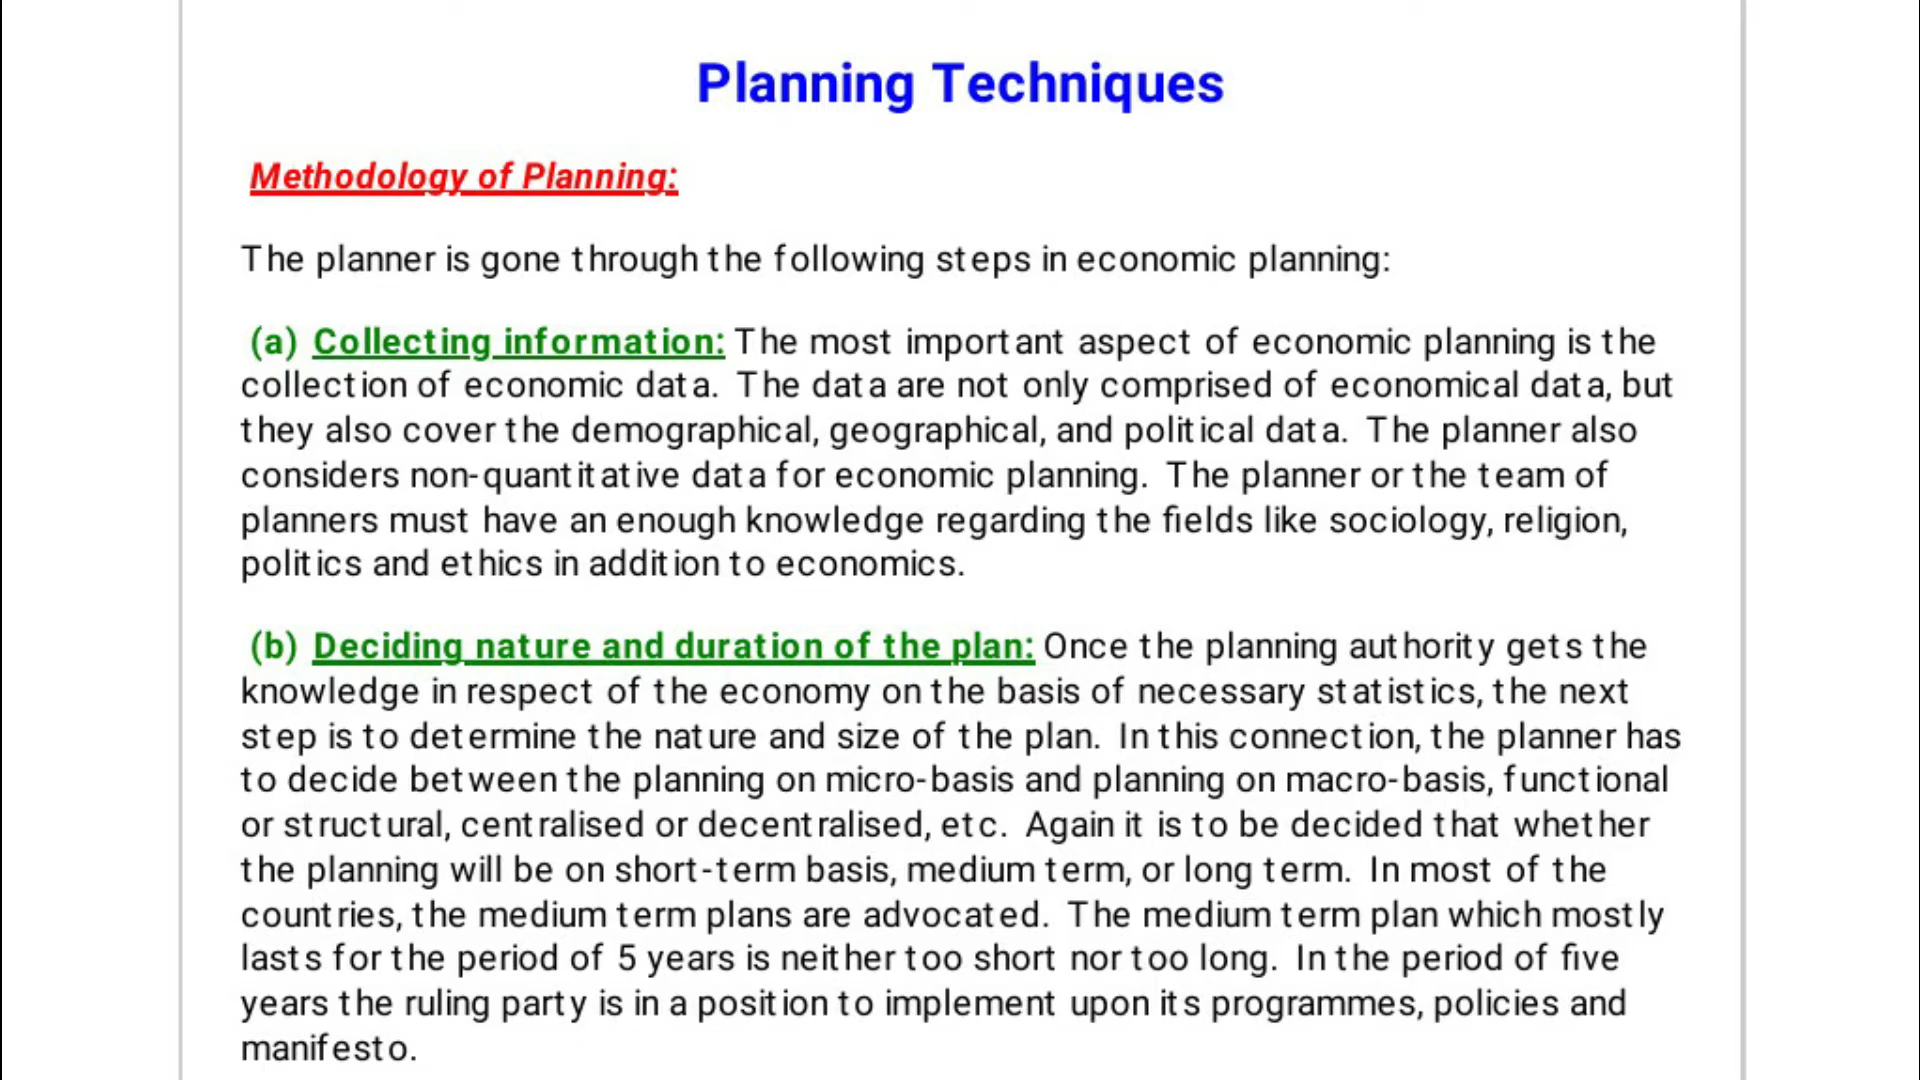 Planning Techniques
Methodology of Planning:
The planner is gone through the following steps in economic planning:
(a) Collecting information: The most important aspect of economic planning is the
collection of economic data. The data are not only comprised of economical data, but
they also cover the demographical, geographical, and political data. The planner also
considers non-quantitative data for economic planning. The planner or the team of
planners must have an enough knowledge regarding the fields like sociology, religion,
politics and ethics in addition to economics.
(b) Deciding nature and duration of the plan: Once the planning authority gets the
knowledge in respect of the economy on the basis of necessary statistics, the next
step is to determine the nature and size of the plan. In this connection, the planner has
to decide between the planning on micro-basis and planning on macro-basis, functional
or structural, centralised or decentralised, etc. Again it is to be decided that whether
the planning will be on short-term basis, medium term, or long term. In most of the
countries, the medium term plans are advocated. The medium term plan which mostly
lasts for the period of 5 years is neither too short nor too long. In the period of five
years the ruling party is in a position to implement upon its programmes, policies and
manifesto.